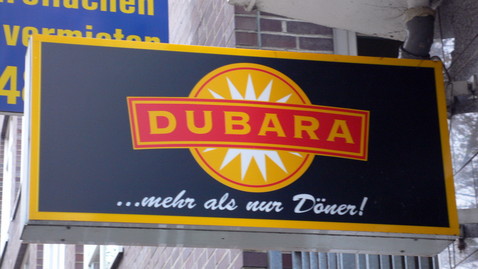 vermieten
DUBARA
...mehr als nur Döner!